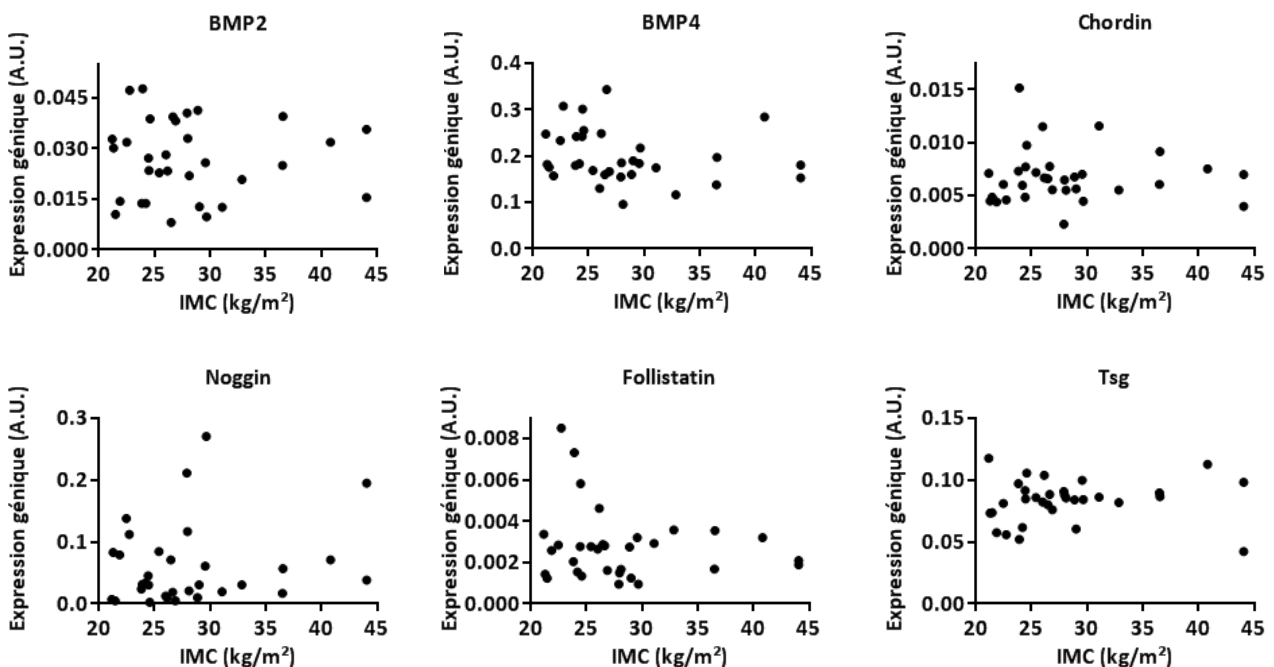 BMP2
Expression génique (A.U.)
0.045
0.030
0.015
0.000
20 25 30 35 40 45
IMC (kg/m²)
BMP4
Expression génique (A.U.)
0.4
0.3
0.2
0.1
0.0
20 25 30 35 40 45
IMC (kg/m²)
Chordin
Expression génique (A.U.)
0.015
0.010
0.005
0.000
20 25 30 35 40 45
IMC (kg/m²)
Noggin
Expression génique (A.U.)
0.3
0.2
0.1
0.0
20 25 30 35 40 45
IMC (kg/m²)
Follistatin
Expression génique (A.U.)
0.008
0.006
0.004
0.002
0.000
20 25 30 35 40 45
IMC (kg/m²)
Tsg
Expression génique (A.U.)
0.15
0.10
0.05
0.00
20 25 30 35 40 45
IMC (kg/m²)